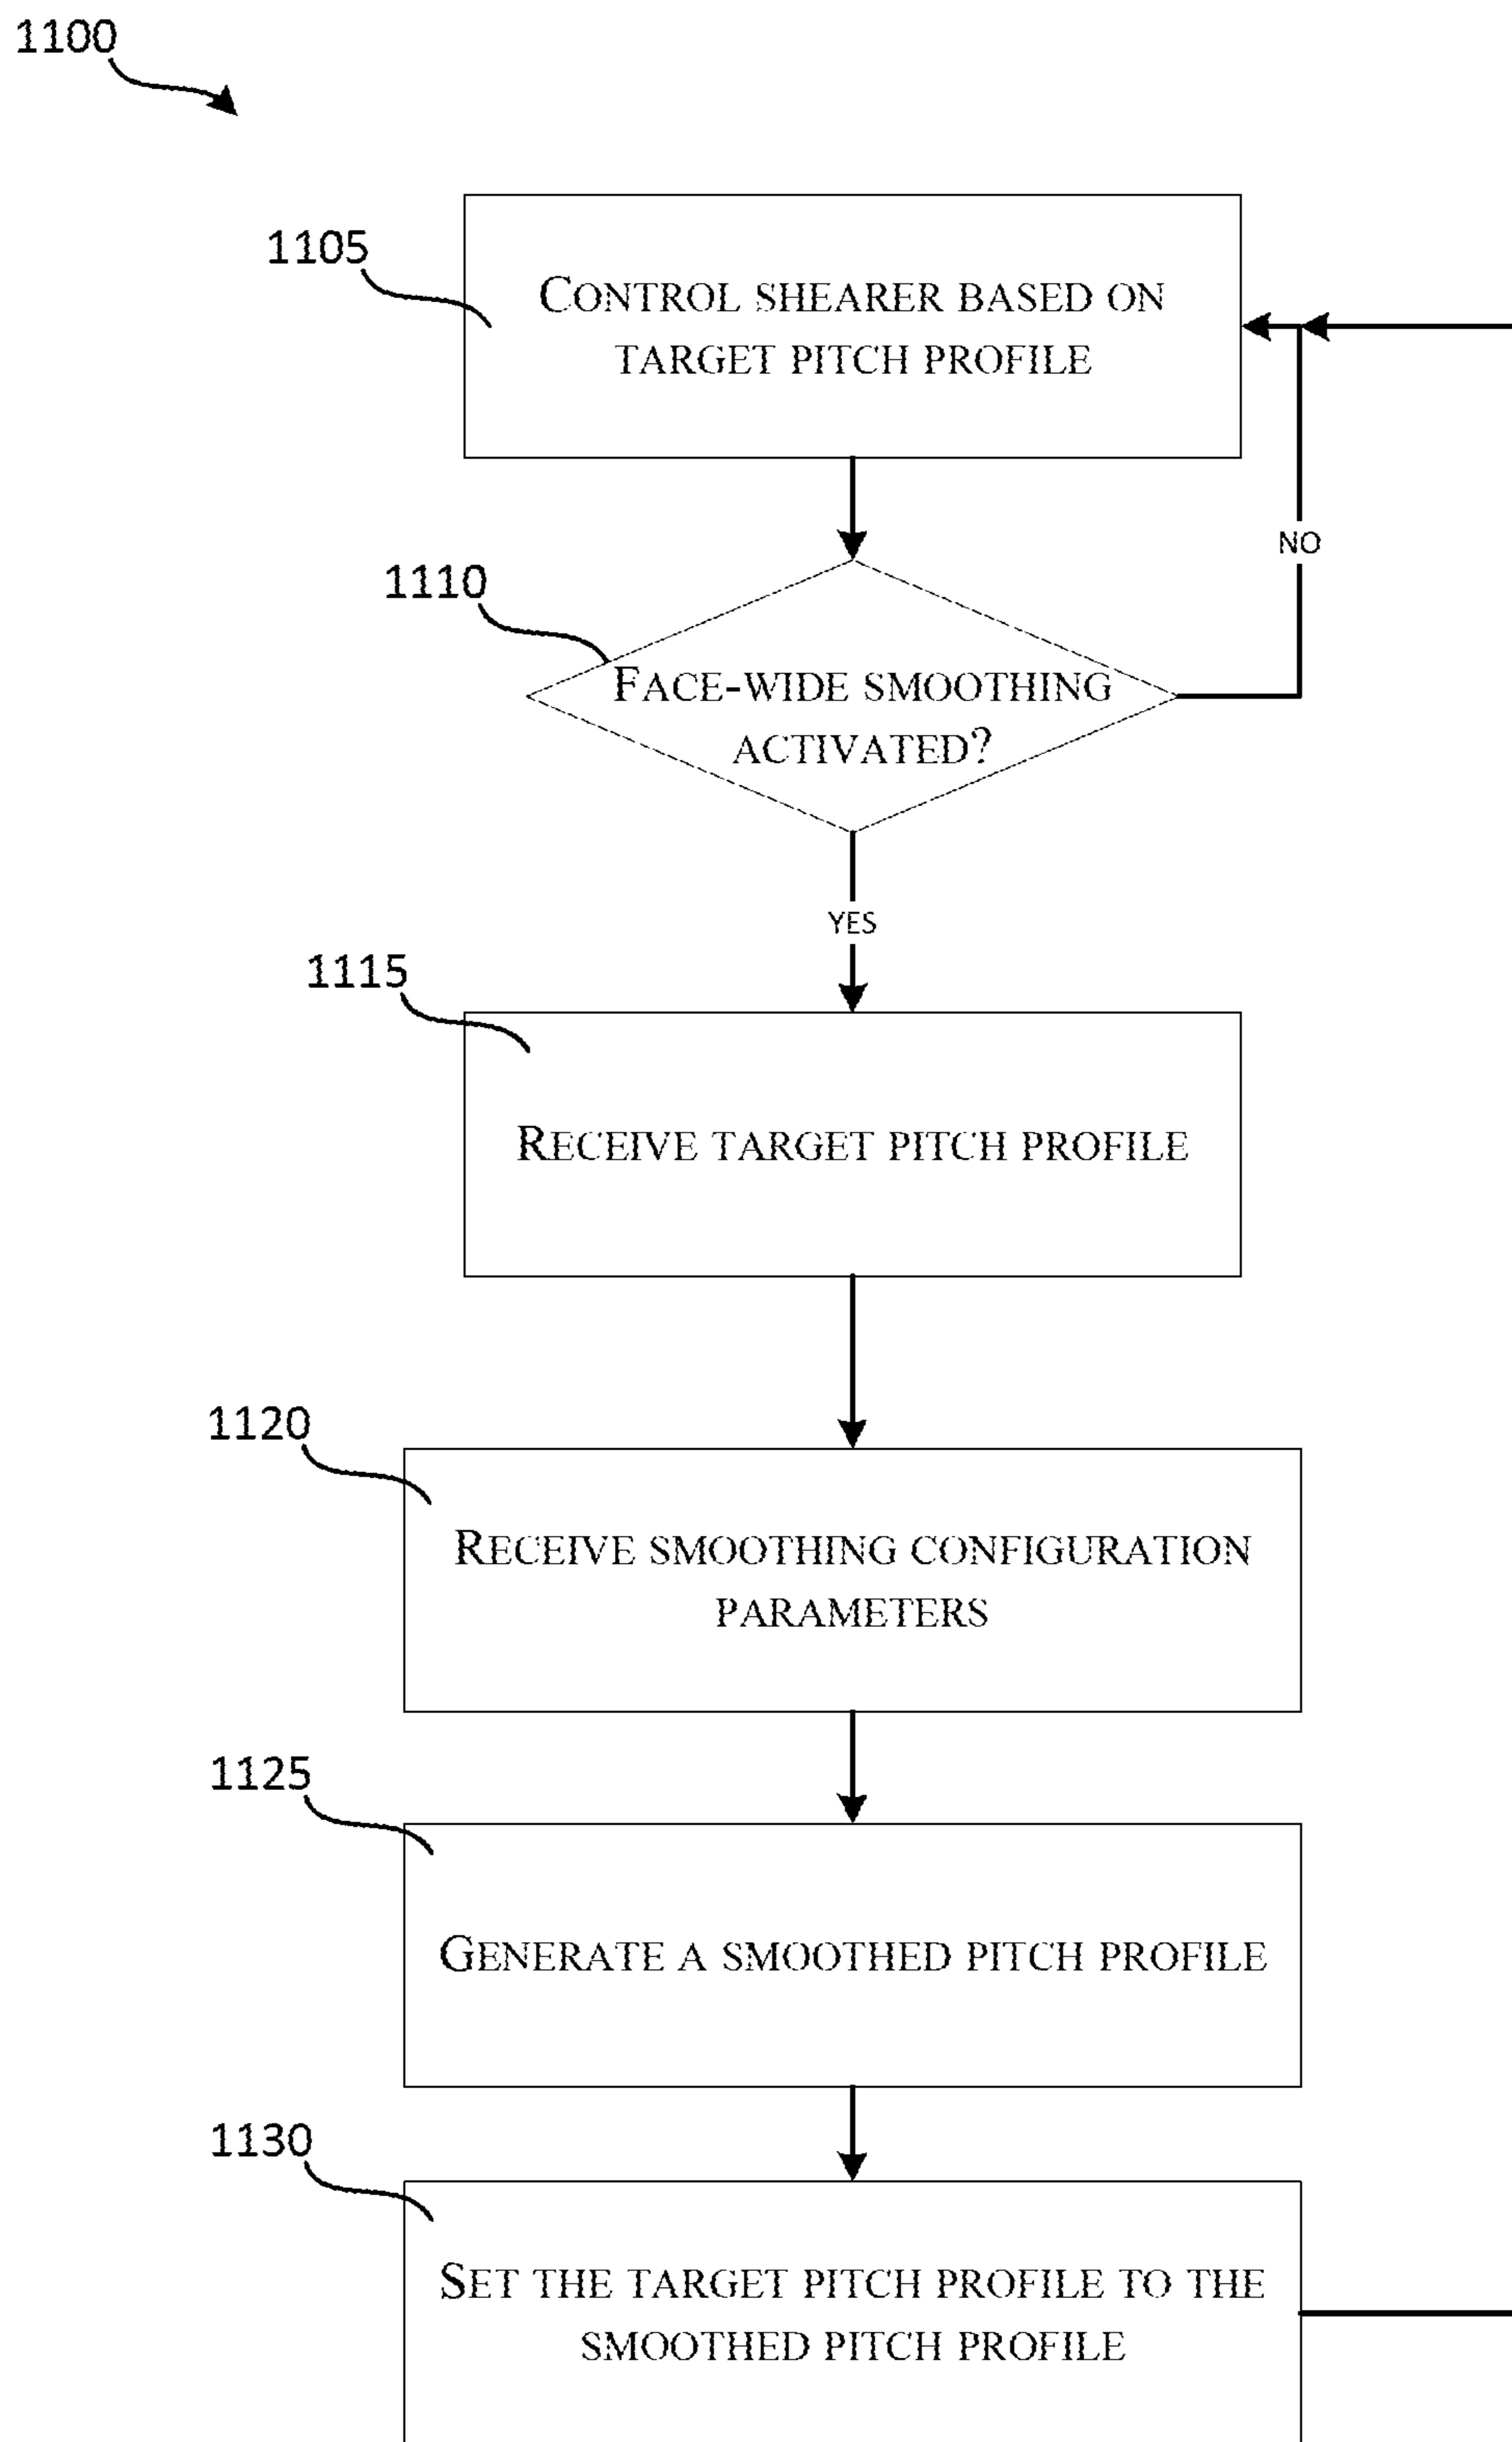 1100
1105
CONTROL SHEARER BASED ON
TARGET PITCH PROFILE
NO
1110
FACE-WIDE SMOOTHING
ACTIVATED?
YES
1115
RECEIVE TARGET PITCH PROFILE
1120
RECEIVE SMOOTHING CONFIGURATION
PARAMETERS
1125
GENERATE A SMOOTHED PITCH PROFILE
1130
SET THE TARGET PITCH PROFILE TO THE
SMOOTHED PITCH PROFILE